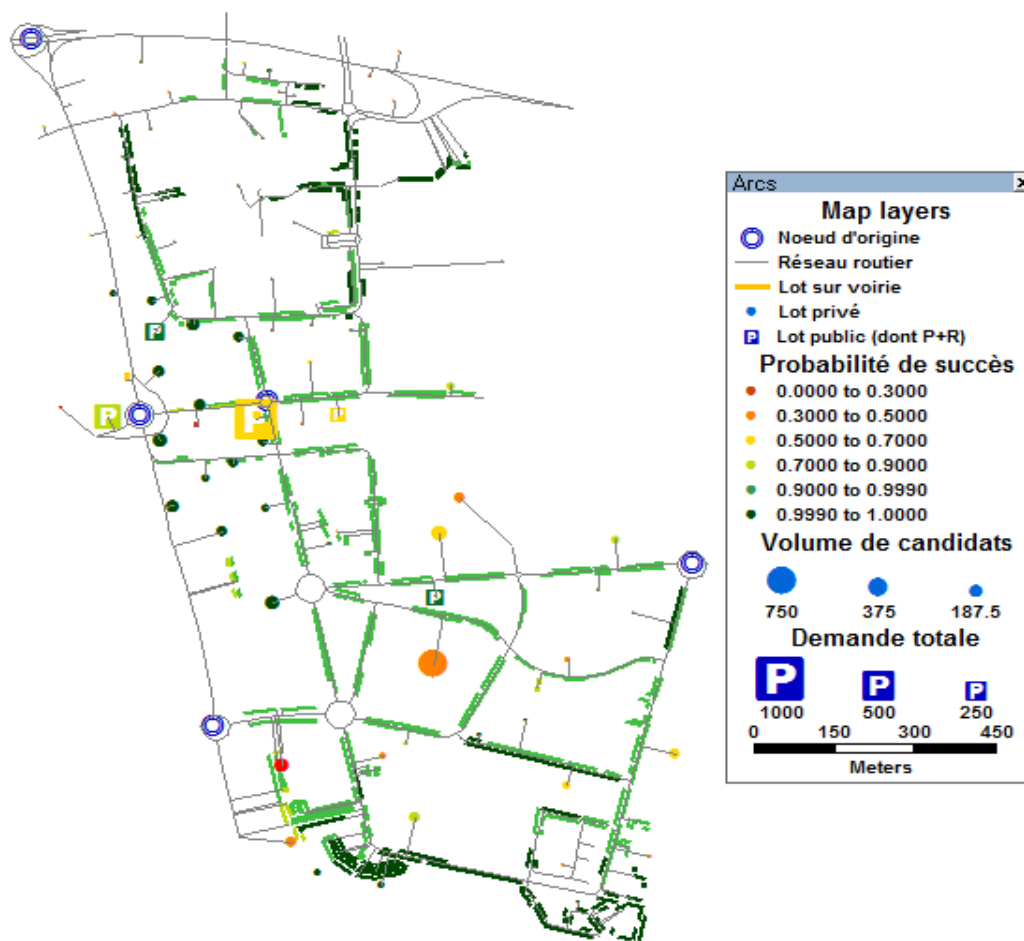 Arcs
Map layers
Noeud d'origine
Réseau routier
Lot sur voirie
Lot privé
P Lot public (dont P+R)
Probabilité de succès
0.0000 to 0.3000
0.3000 to 0.5000
0.5000 to 0.7000
0.7000 to 0.9000
0.9000 to 0.9990
0.9990 to 1.0000
Volume de candidats
750 375 187.5
Demande totale
P P P
1000 500 250
0 150 300 450
Meters
P
P
P
P
P